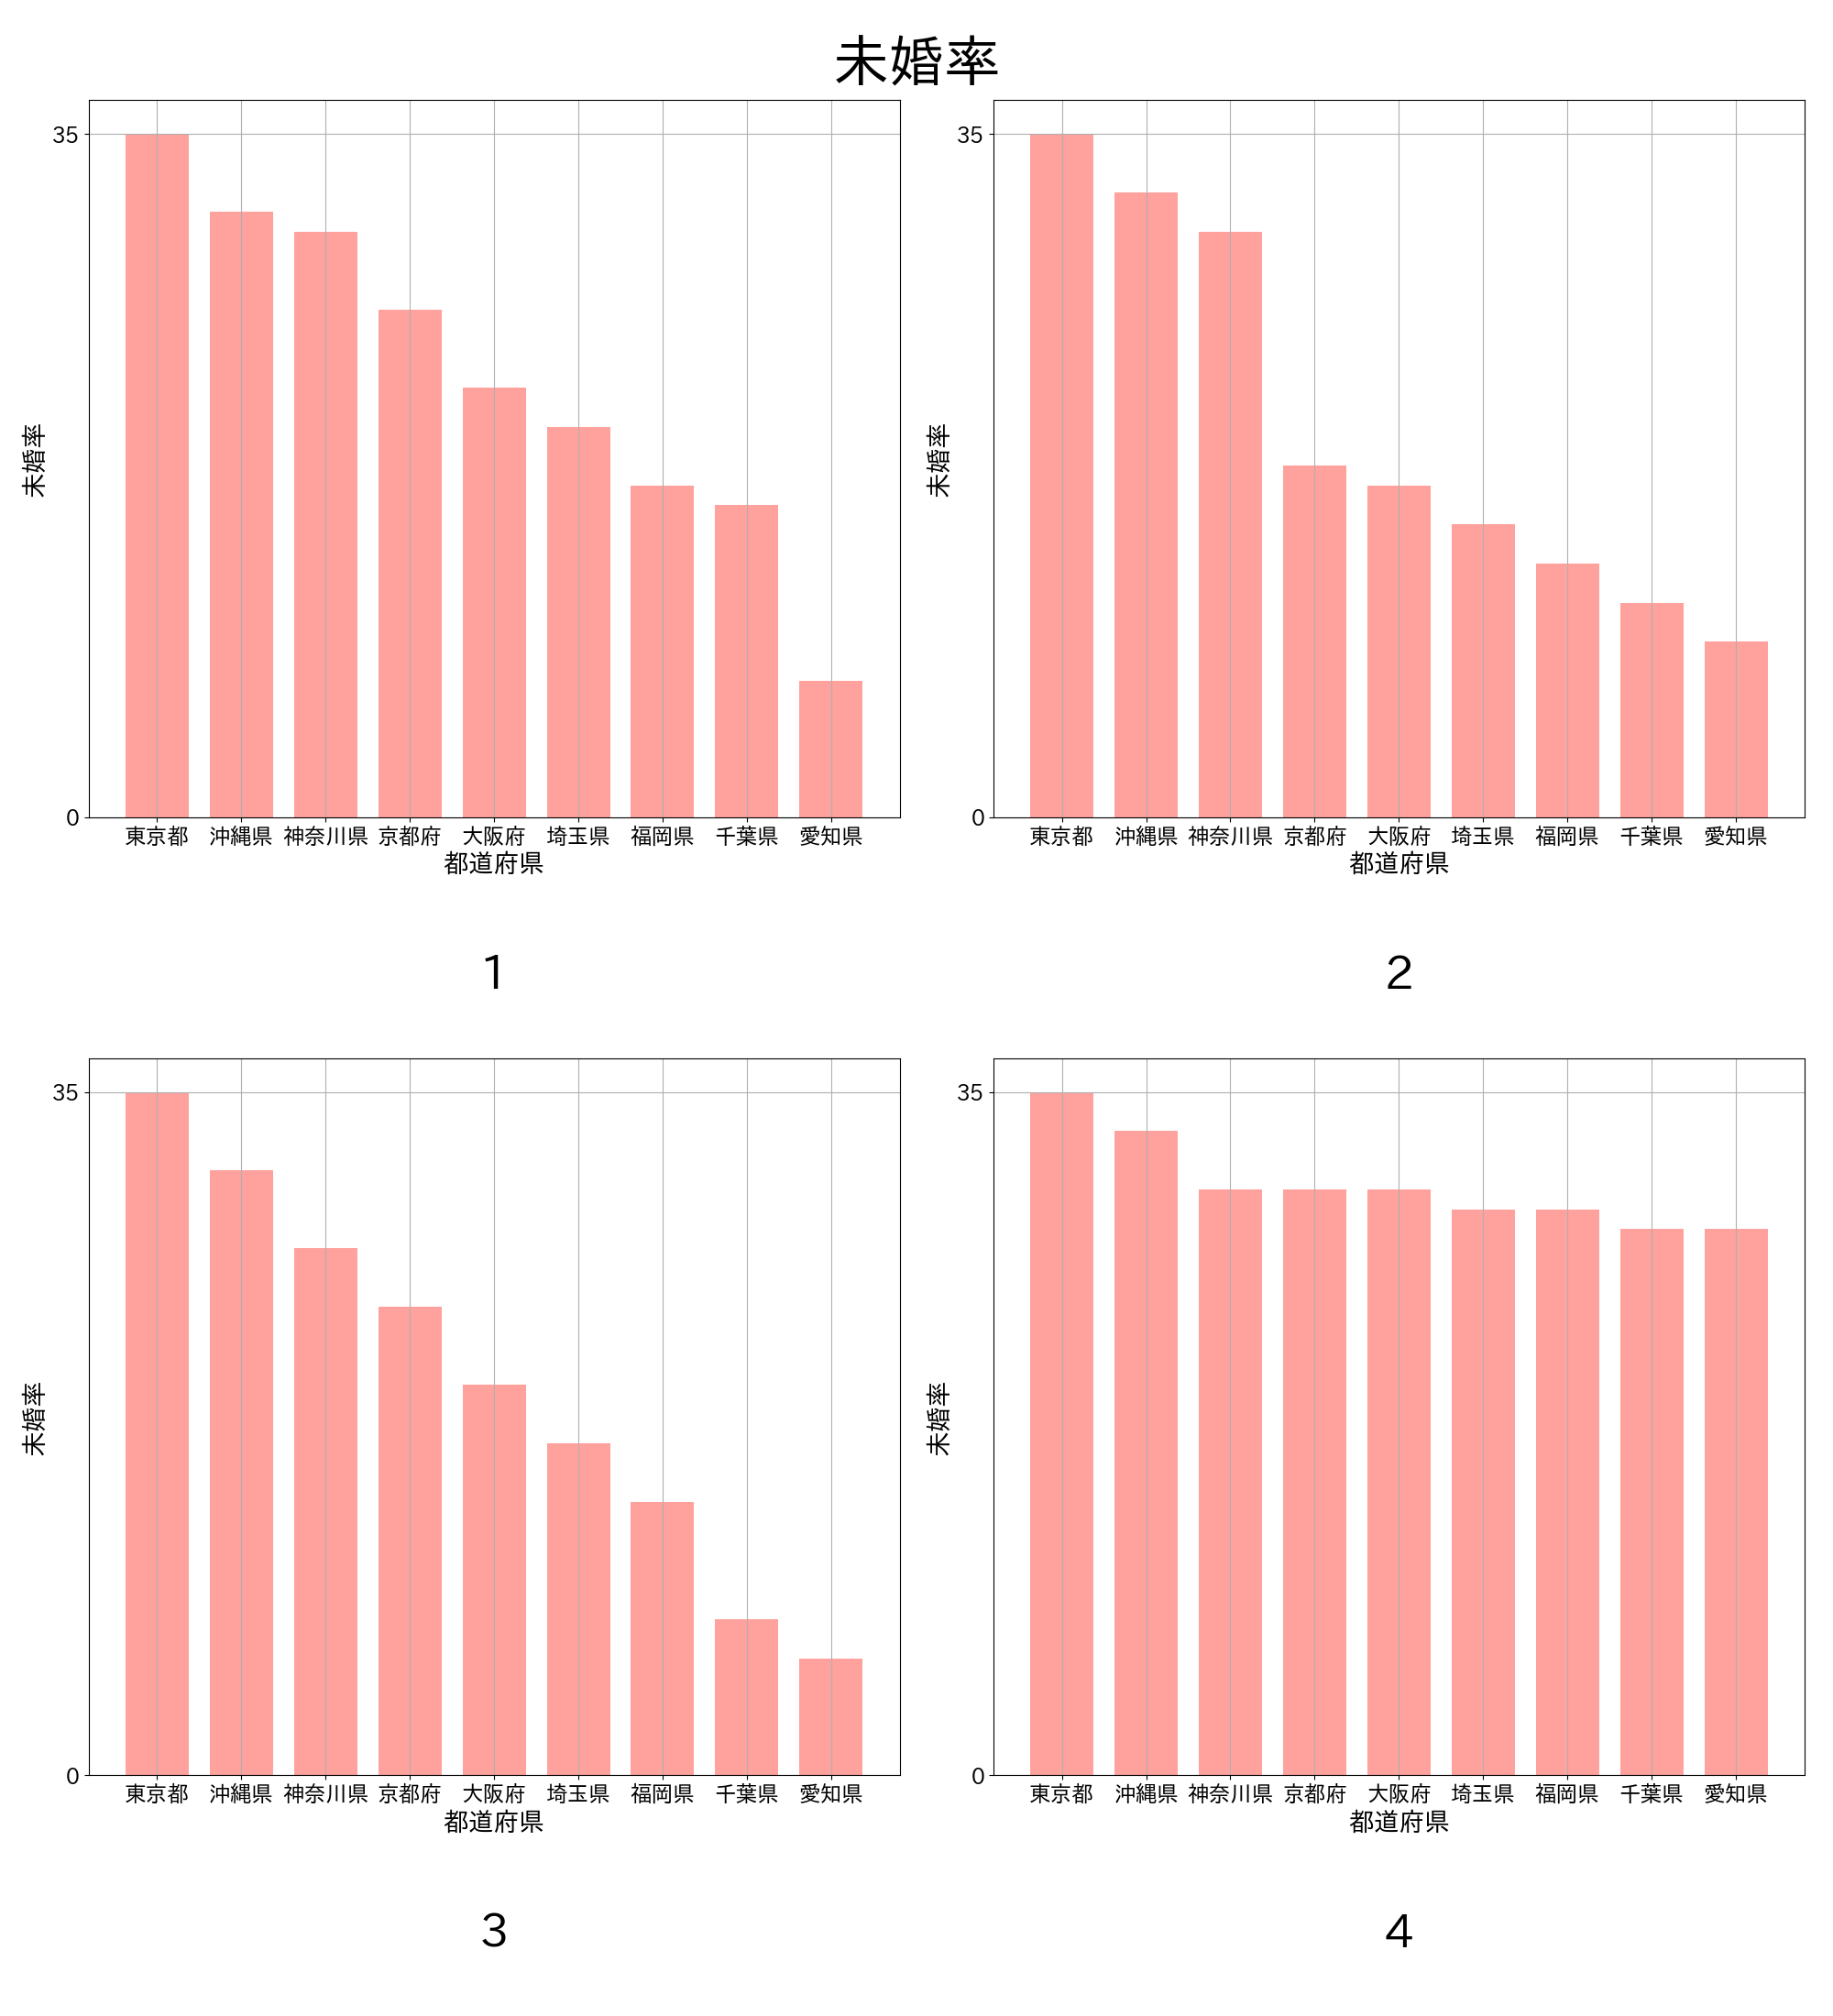 未婚率
35
0
未婚率
東京都 沖縄県 神奈川県 京都府 大阪府 埼玉県 福岡県 千葉県 愛知県
都道府県
1
35
0
未婚率
東京都 沖縄県 神奈川県 京都府 大阪府 埼玉県 福岡県 千葉県 愛知県
都道府県
2
35
0
未婚率
東京都 沖縄県 神奈川県 京都府 大阪府 埼玉県 福岡県 千葉県 愛知県
都道府県
3
35
0
未婚率
東京都 沖縄県 神奈川県 京都府 大阪府 埼玉県 福岡県 千葉県 愛知県
都道府県
4